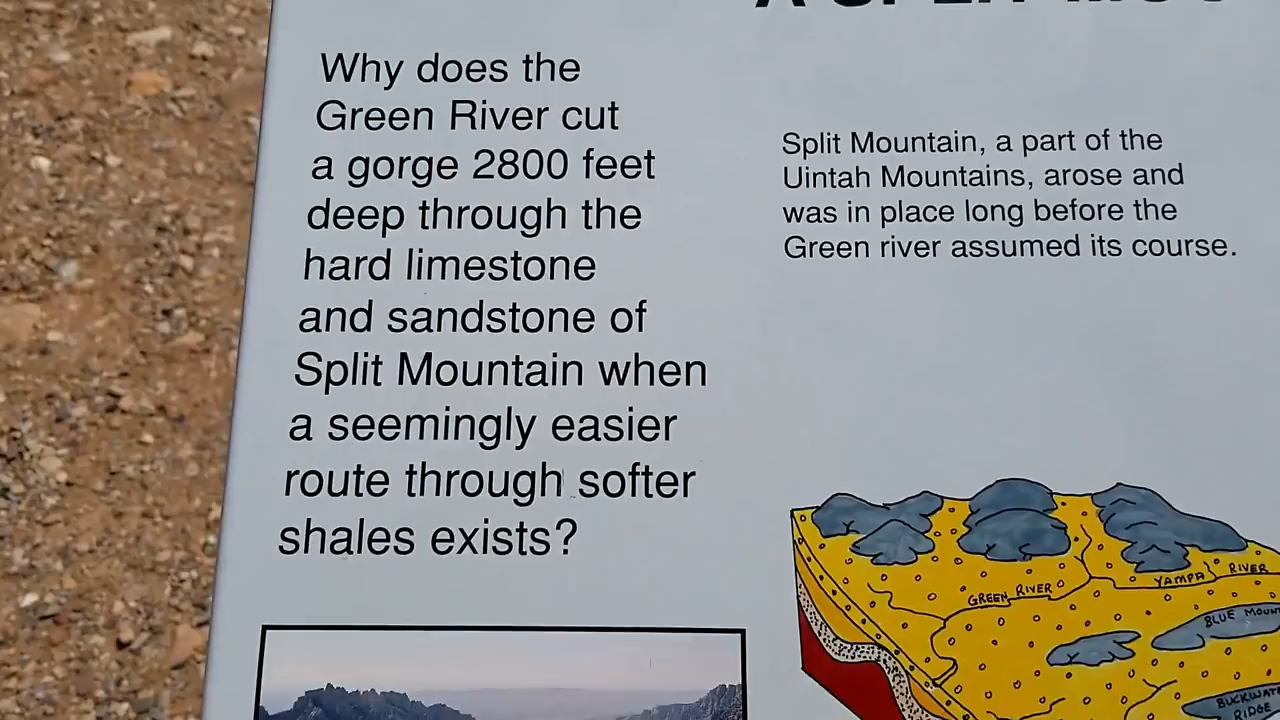 Why does the
Green River cut
a gorge 2800 feet
deep through the
hard limestone
and sandstone of
Split Mountain when
a seemingly easier
route through softer
shales exists?
Split Mountain, a part of the
Uintah Mountains, arose and
was in place long before the
Green river assumed its course.
GREEN RIVER
YAMPA RIVER
BLUE
RIDGE